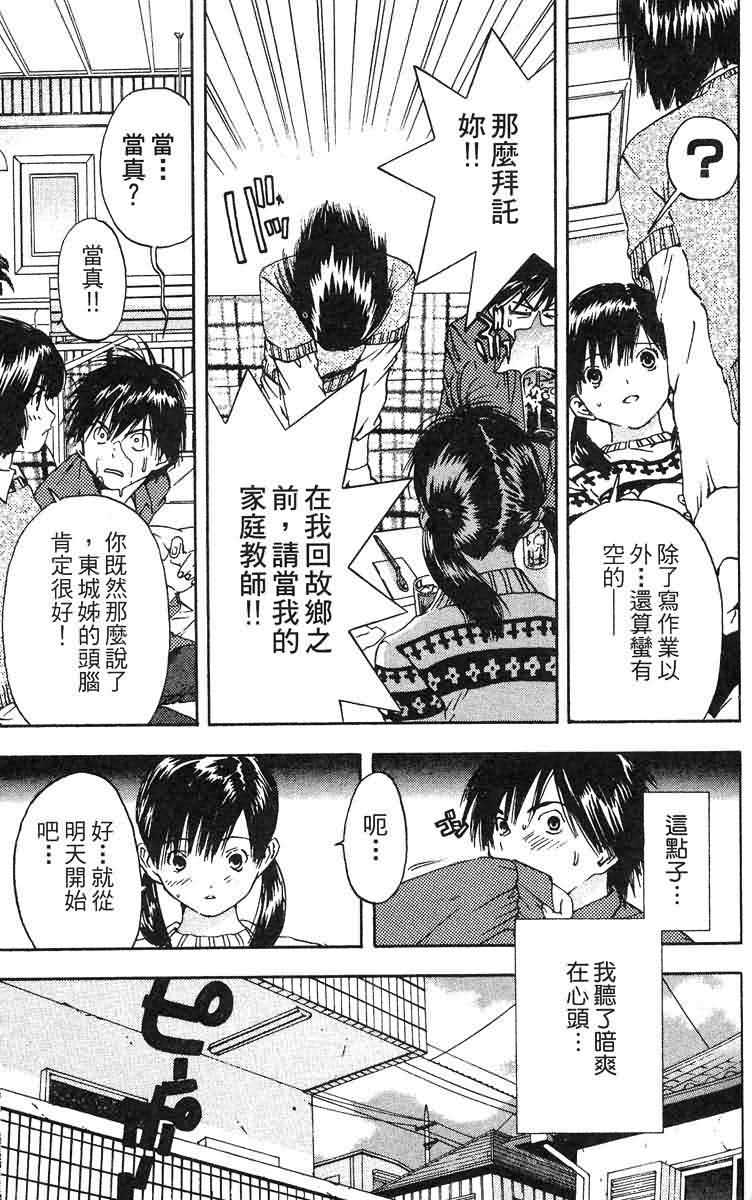 ?
除了寫作業以
外⋯還算蠻有
空的——
那麼拜託
妳!!
ガバッ
在我回故鄉之
前，請當我的
家庭教師!!
當⋯
當真?
當真!!
你既然那麼說了
，東城姊的頭腦
肯定很好!
這點子⋯
我聽了暗爽
在心頭⋯
呃⋯
好⋯就從
明天開始
吧⋯
ピーピー